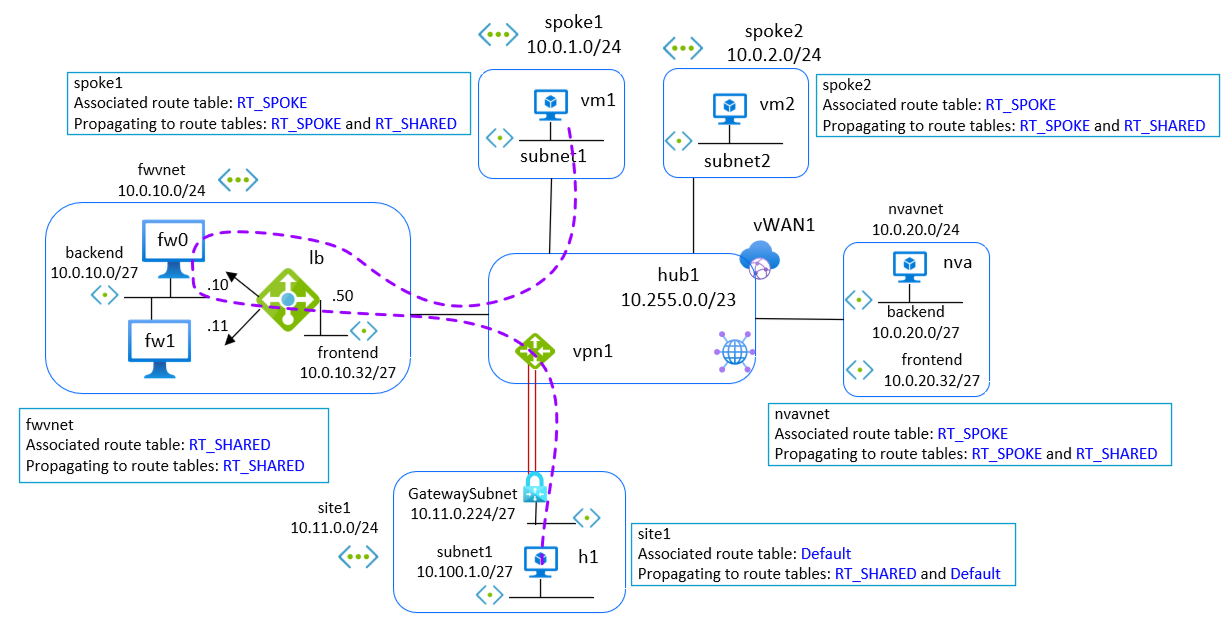 spoke1
10.0.1.0/24
spoke2
10.0.2.0/24
spoke1
Associated route table: RT_SPOKE
Propagating to route tables: RT_SPOKE and RT_SHARED
vm1
subnet1
vm2
subnet2
spoke2
Associated route table: RT_SPOKE
Propagating to route tables: RT_SPOKE and RT_SHARED
fwvnet
10.0.10.0/24
fw0
backend
10.0.10.0/27
lb
.10
.50
.11
fw1
frontend
10.0.10.32/27
vWAN1
hub1
10.255.0.0/23
vpn1
nvavnet
10.0.20.0/24
nva
backend
10.0.20.0/27
frontend
10.0.20.32/27
fwvnet
Associated route table: RT_SHARED
Propagating to route tables: RT_SHARED
nvavnet
Associated route table: RT_SPOKE
Propagating to route tables: RT_SPOKE and RT_SHARED
site1
10.11.0.0/24
GatewaySubnet
10.11.0.224/27
subnet1
10.100.1.0/27
h1
site1
Associated route table: Default
Propagating to route tables: RT_SHARED and Default